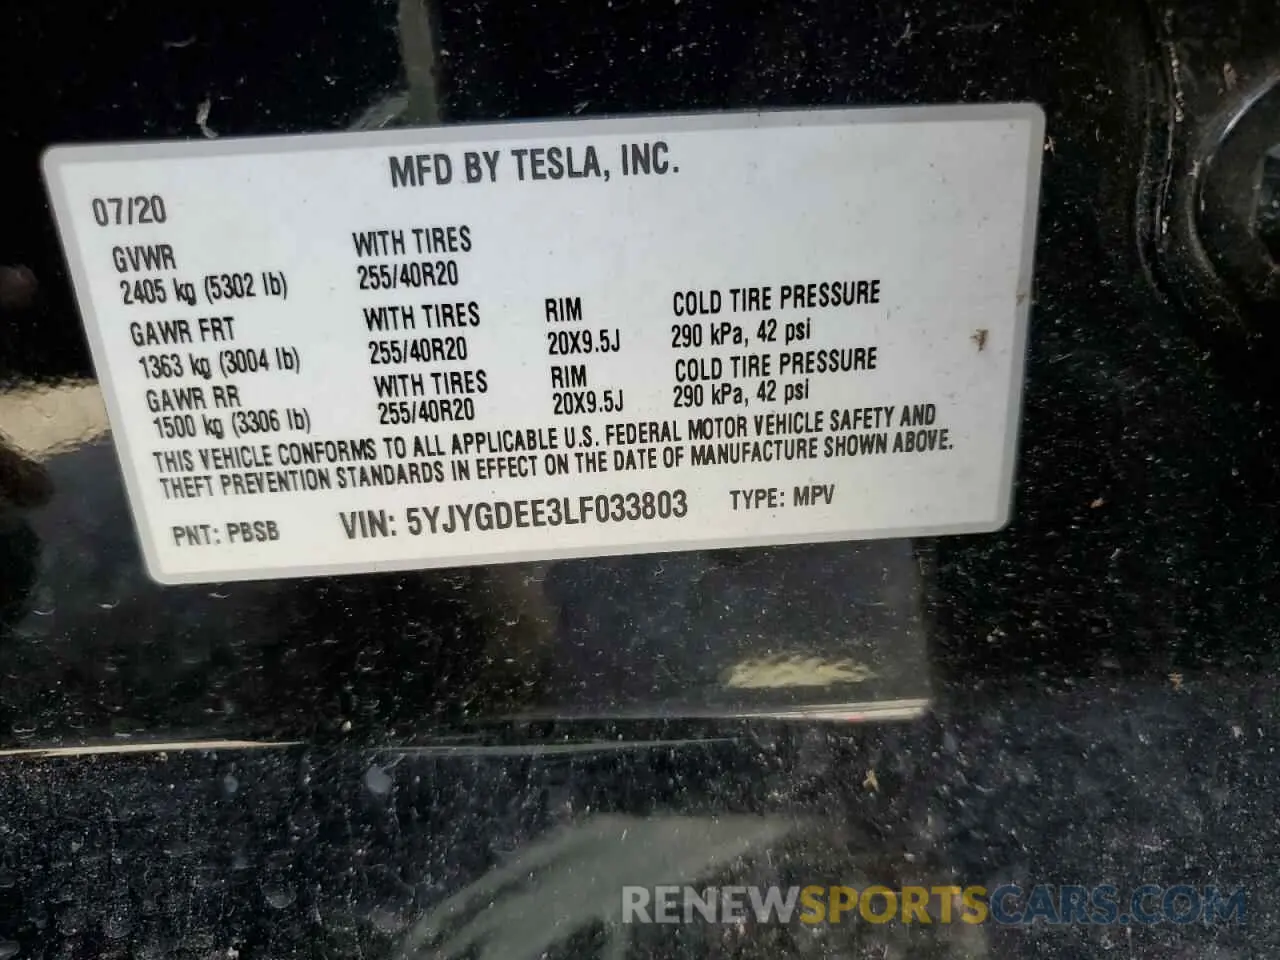 MFD BY TESLA, INC.
07/20
GVWR WITH TIRES
2405 kg (5302 lb) 255/40R20
GAWR FRT WITH TIRES RIM COLD TIRE PRESSURE
1363 kg (3004 lb) 255/40R20 20X9.5J 290 kPa, 42 psi
GAWR RR WITH TIRES RIM COLD TIRE PRESSURE
1500 kg (3306 lb) 255/40R20 20X9.5J 290 kPa, 42 psi
THIS VEHICLE CONFORMS TO ALL APPLICABLE U.S. FEDERAL MOTOR VEHICLE SAFETY AND
THEFT PREVENTION STANDARDS IN EFFECT ON THE DATE OF MANUFACTURE SHOWN ABOVE.
PNT: PBSB VIN: 5YJYGDEE3LF033803 TYPE: MPV
RENEWSPORTSCARS.COM